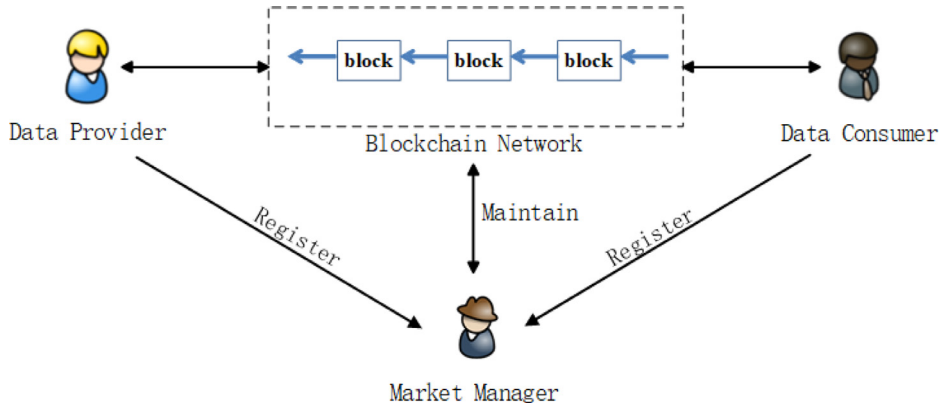 block block block
Data Provider
Blockchain Network
Data Consumer
Register
Maintain
Register
Market Manager